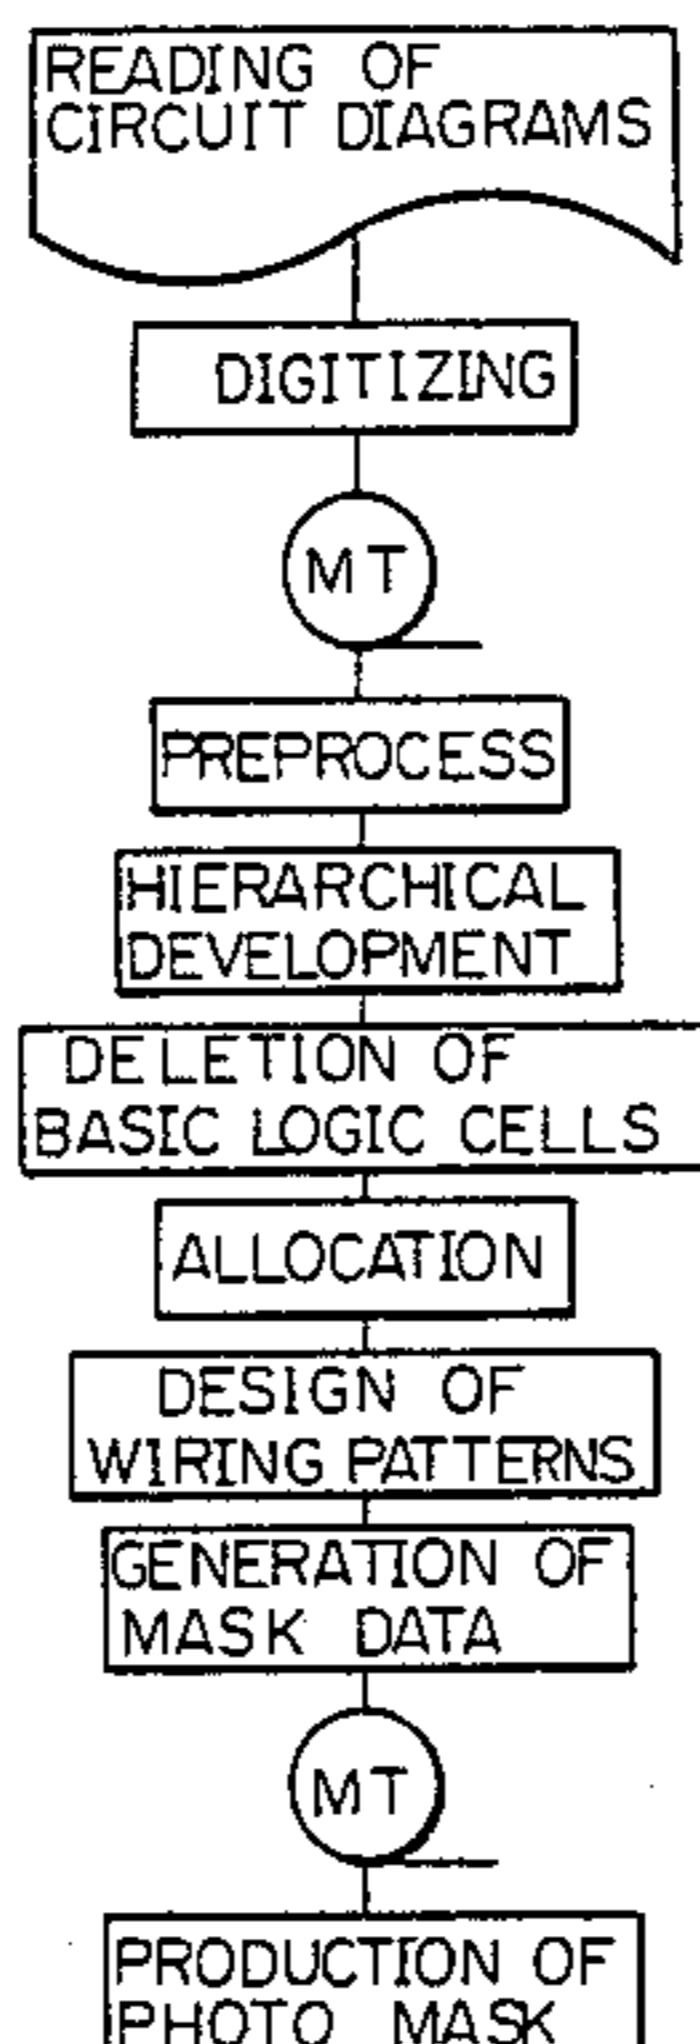 READING OF
CIRCUIT DIAGRAMS
DIGITIZING
MT
PREPROCESS
HIERARCHICAL
DEVELOPMENT
DELETION OF
BASIC LOGIC CELLS
ALLOCATION
DESIGN OF
WIRING PATTERNS
GENERATION OF
MASK DATA
MT
PRODUCTION OF
PHOTO MASK